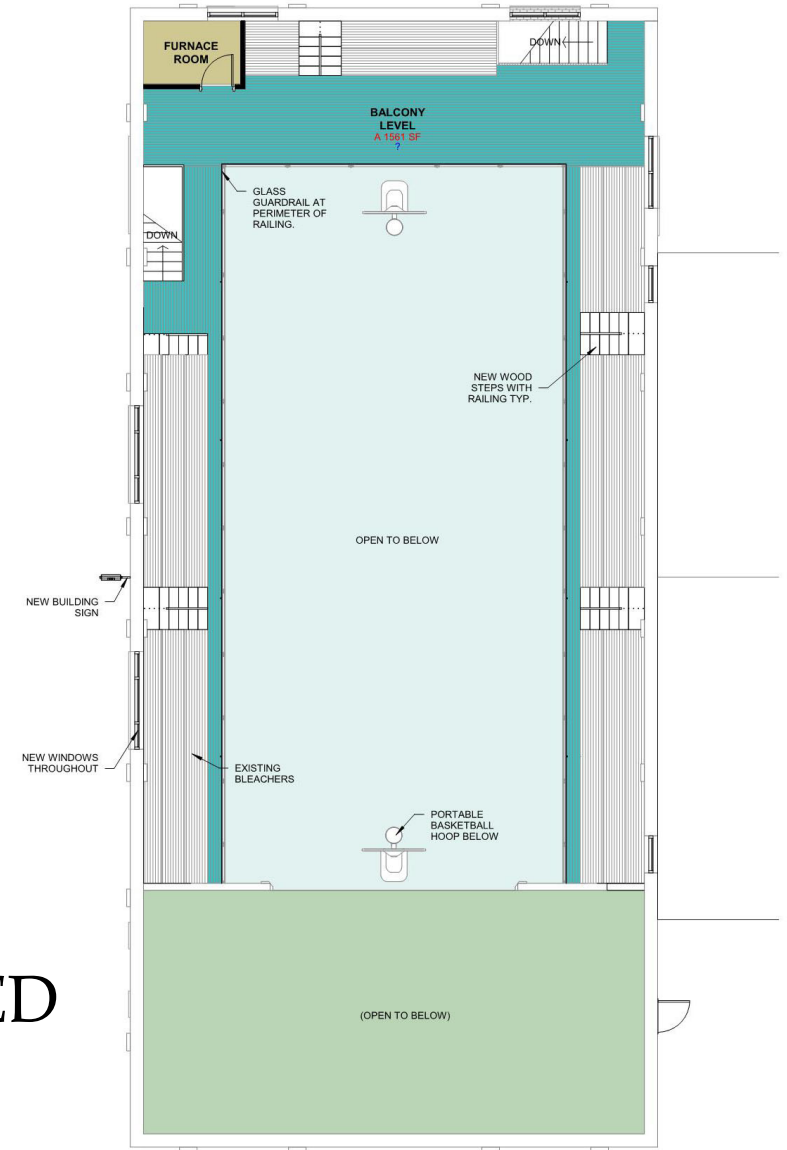 FURNACE
ROOM
DOWN
BALCONY
LEVEL
A 1561 SF
?
GLASS
GUARDRAIL AT
PERIMETER OF
RAILING.
DOWN
NEW WOOD
STEPS WITH
RAILING TYP.
OPEN TO BELOW
NEW BUILDING
SIGN
NEW WINDOWS
THROUGHOUT
EXISTING
BLEACHERS
PORTABLE
BASKETBALL
HOOP BELOW
ED
(OPEN TO BELOW)